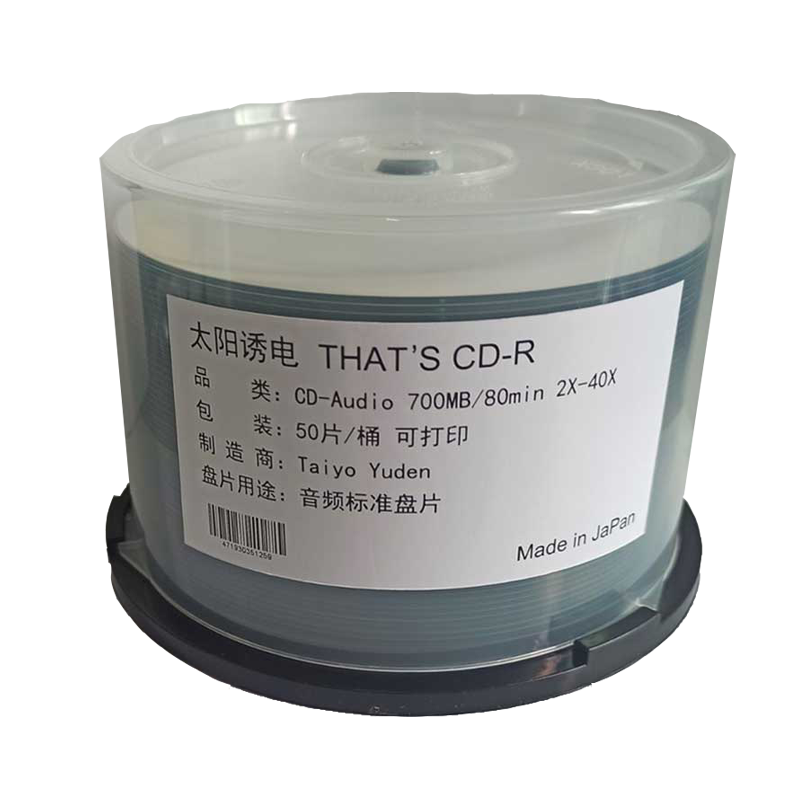 太阳诱电 THAT'S CD-R
品类：CD-Audio 700MB/80min 2X-40X
包装：50片/桶 可打印
制造商：Taiyo Yuden
盘片用途：音频标准盘片
471930351259
Made in JaPan